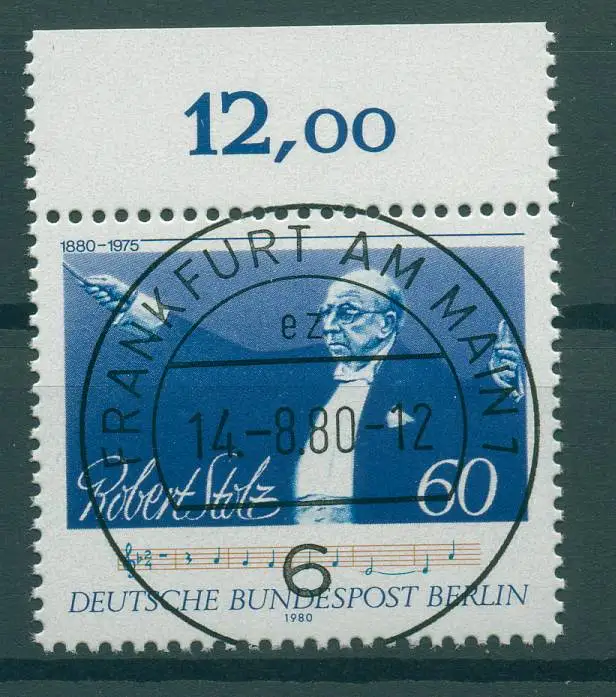 12,00
1880-1975
FRANKFURT AM MAIN 1
ez
14.-8.80-12
Robert Stolz
60
6
DEUTSCHE BUNDESPOST BERLIN
1980